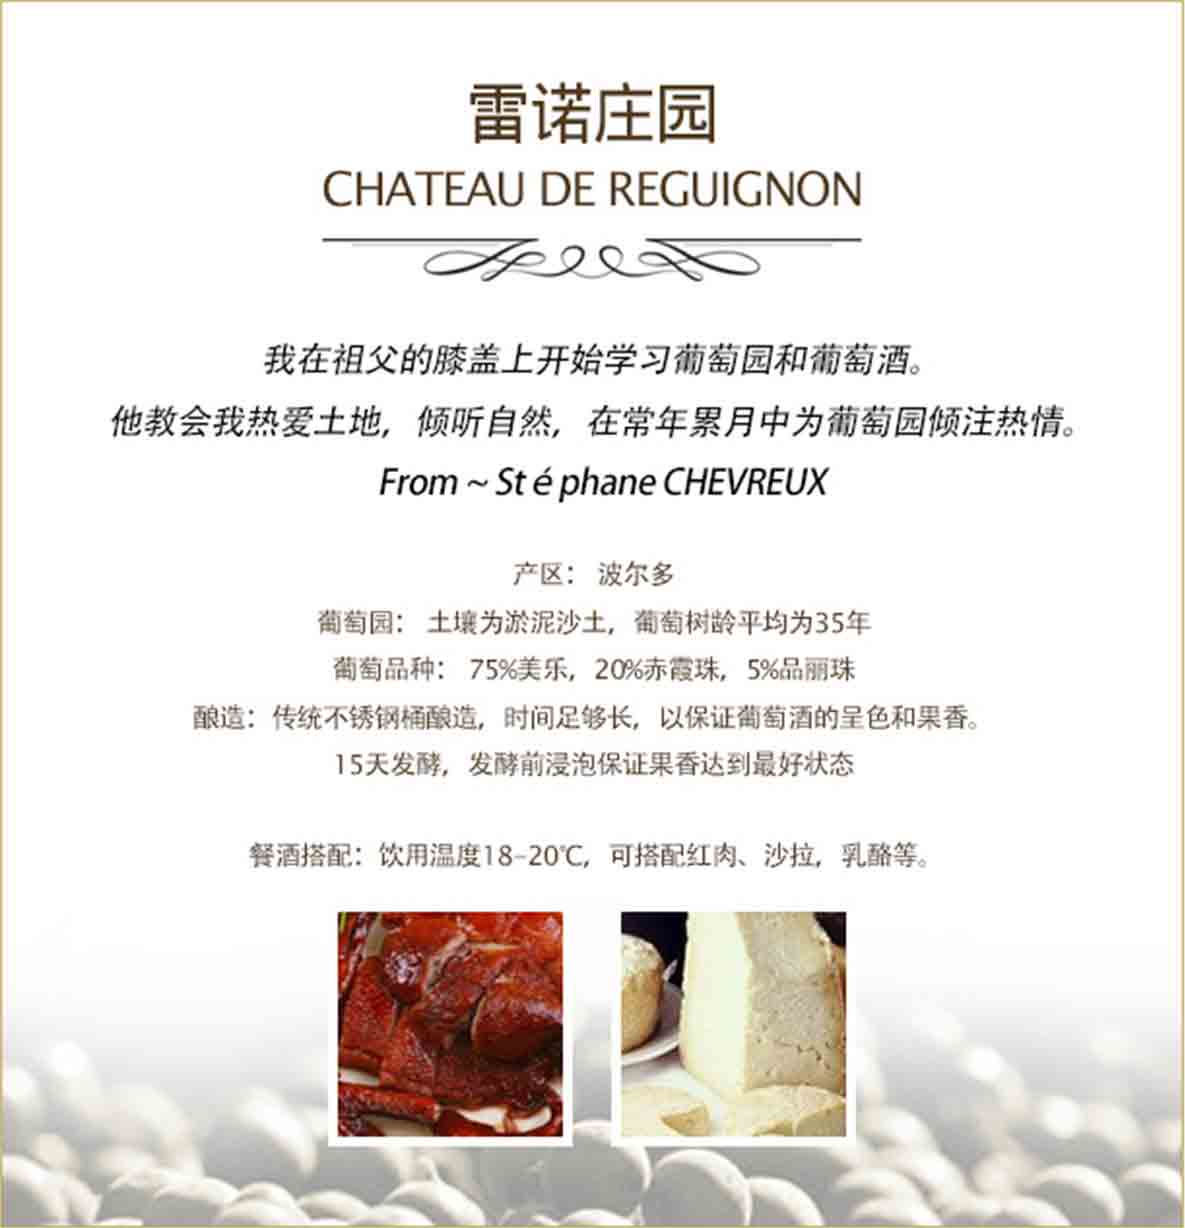 雷诺庄园
CHATEAU DE REGUIGNON
我在祖父的膝盖上开始学习葡萄园和葡萄酒。
他教会我热爱土地，倾听自然，在常年累月中为葡萄园倾注热情。
From ~ St é phane CHEVREUX
产区： 波尔多
葡萄园： 土壤为淤泥沙土，葡萄树龄平均为35年
葡萄品种： 75%美乐，20%赤霞珠，5%品丽珠
酿造：传统不锈钢桶酿造，时间足够长，以保证葡萄酒的呈色和果香。
15天发酵，发酵前浸泡保证果香达到最好状态
餐酒搭配：饮用温度18-20℃，可搭配红肉、沙拉，乳酪等。